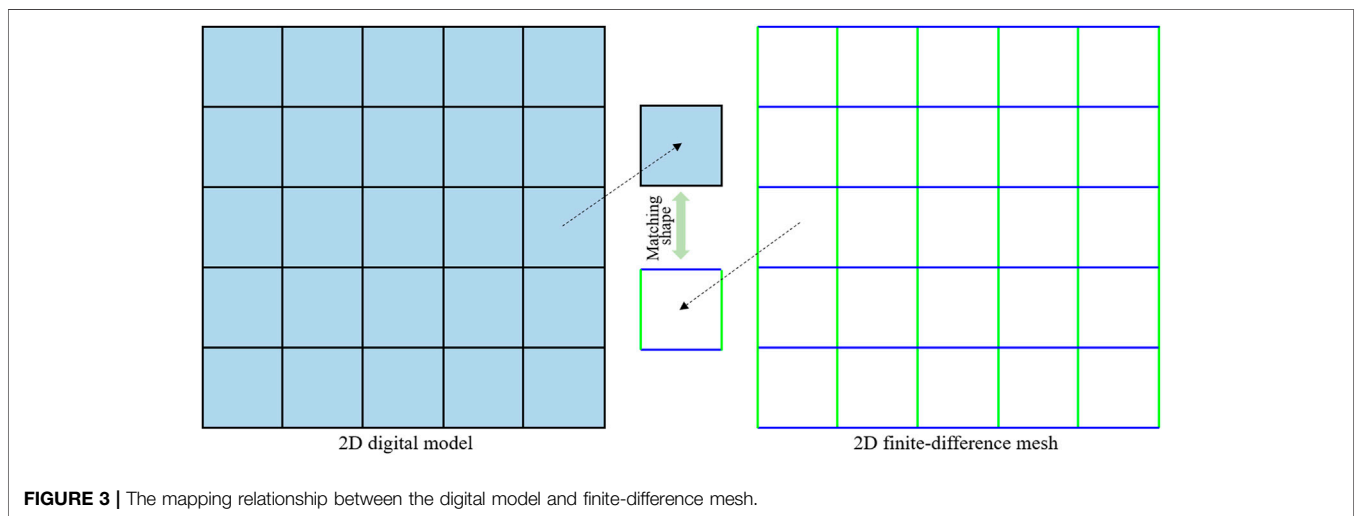 Matching
shape
2D digital model
2D finite-difference mesh
FIGURE 3 | The mapping relationship between the digital model and finite-difference mesh.